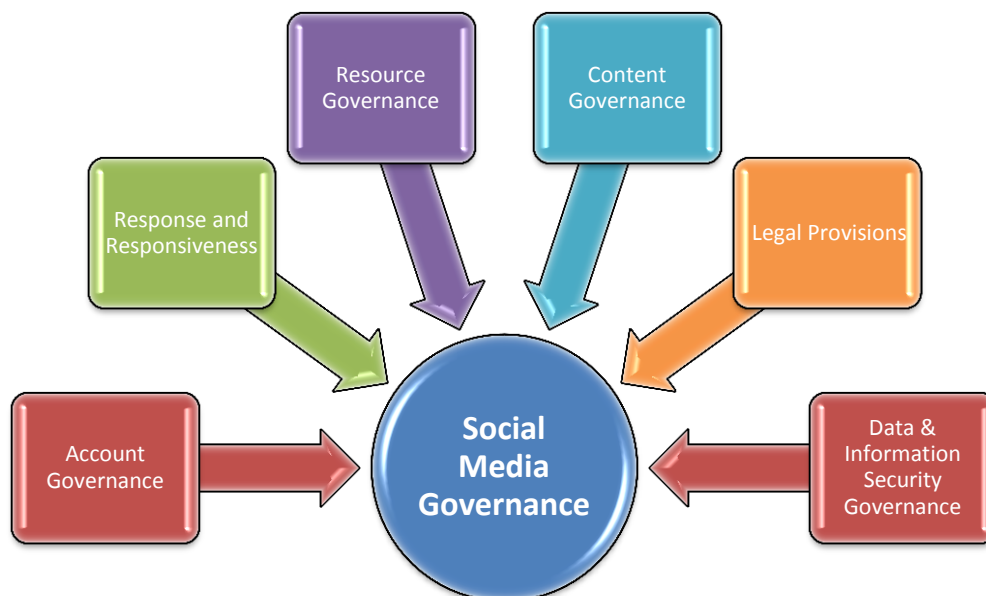 Resource
Governance
Content
Governance
Response and
Responsiveness
Legal Provisions
Account
Governance
Social
Media
Governance
Data &
Information
Security
Governance